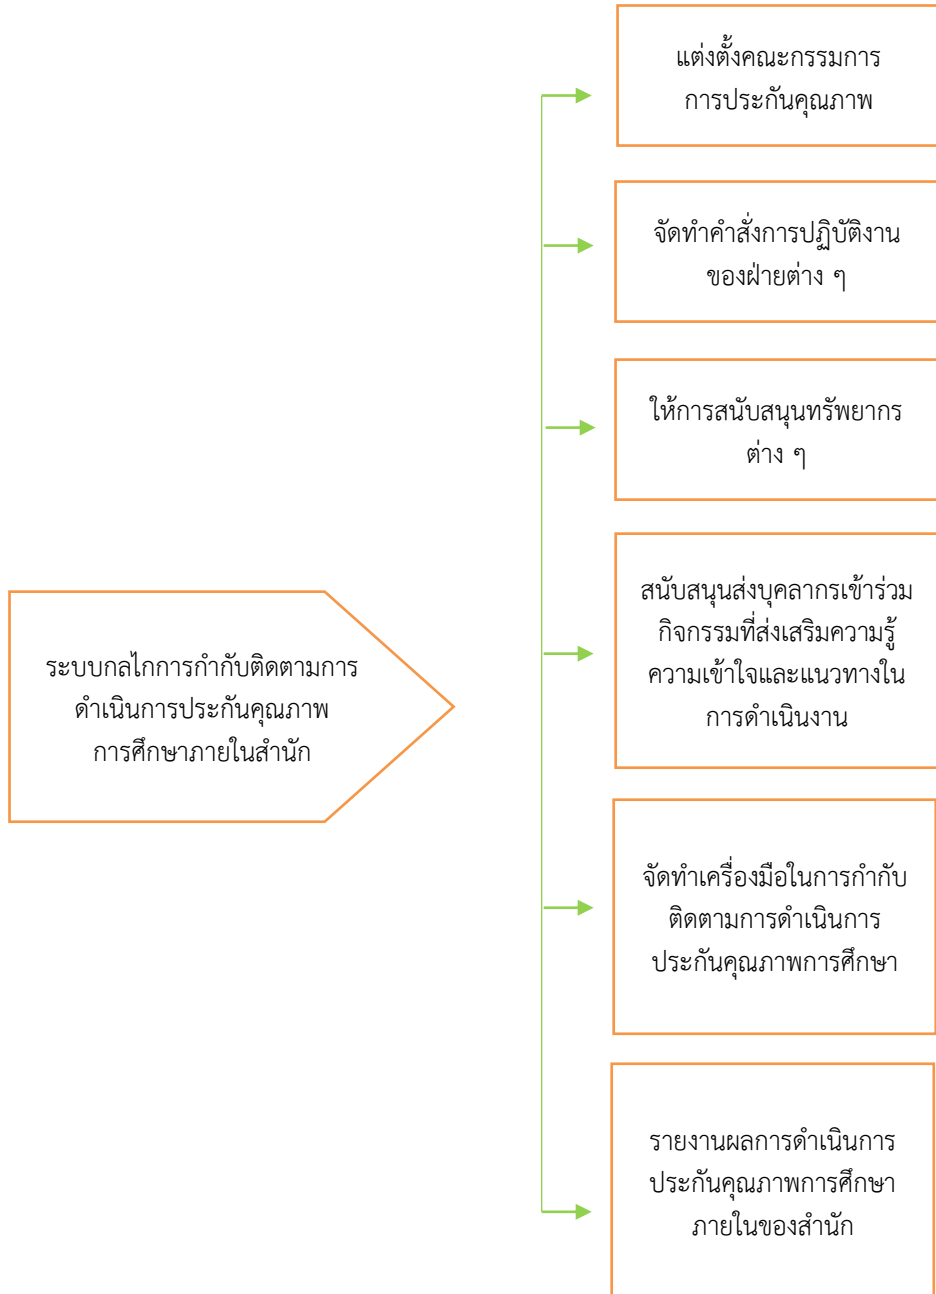 แต่งตั้งคณะกรรมการ
การประกันคุณภาพ
จัดทำคำสั่งการปฏิบัติงาน
ของฝ่ายต่าง ๆ
ให้การสนับสนุนทรัพยากร
ต่าง ๆ
สนับสนุนส่งบุคลากรเข้าร่วม
กิจกรรมที่ส่งเสริมความรู้
ความเข้าใจและแนวทางใน
การดำเนินงาน
ระบบกลไกการกำกับติดตามการ
ดำเนินการประกันคุณภาพ
การศึกษาภายในสำนัก
จัดทำเครื่องมือในการกำกับ
ติดตามการดำเนินการ
ประกันคุณภาพการศึกษา
รายงานผลการดำเนินการ
ประกันคุณภาพการศึกษา
ภายในของสำนัก